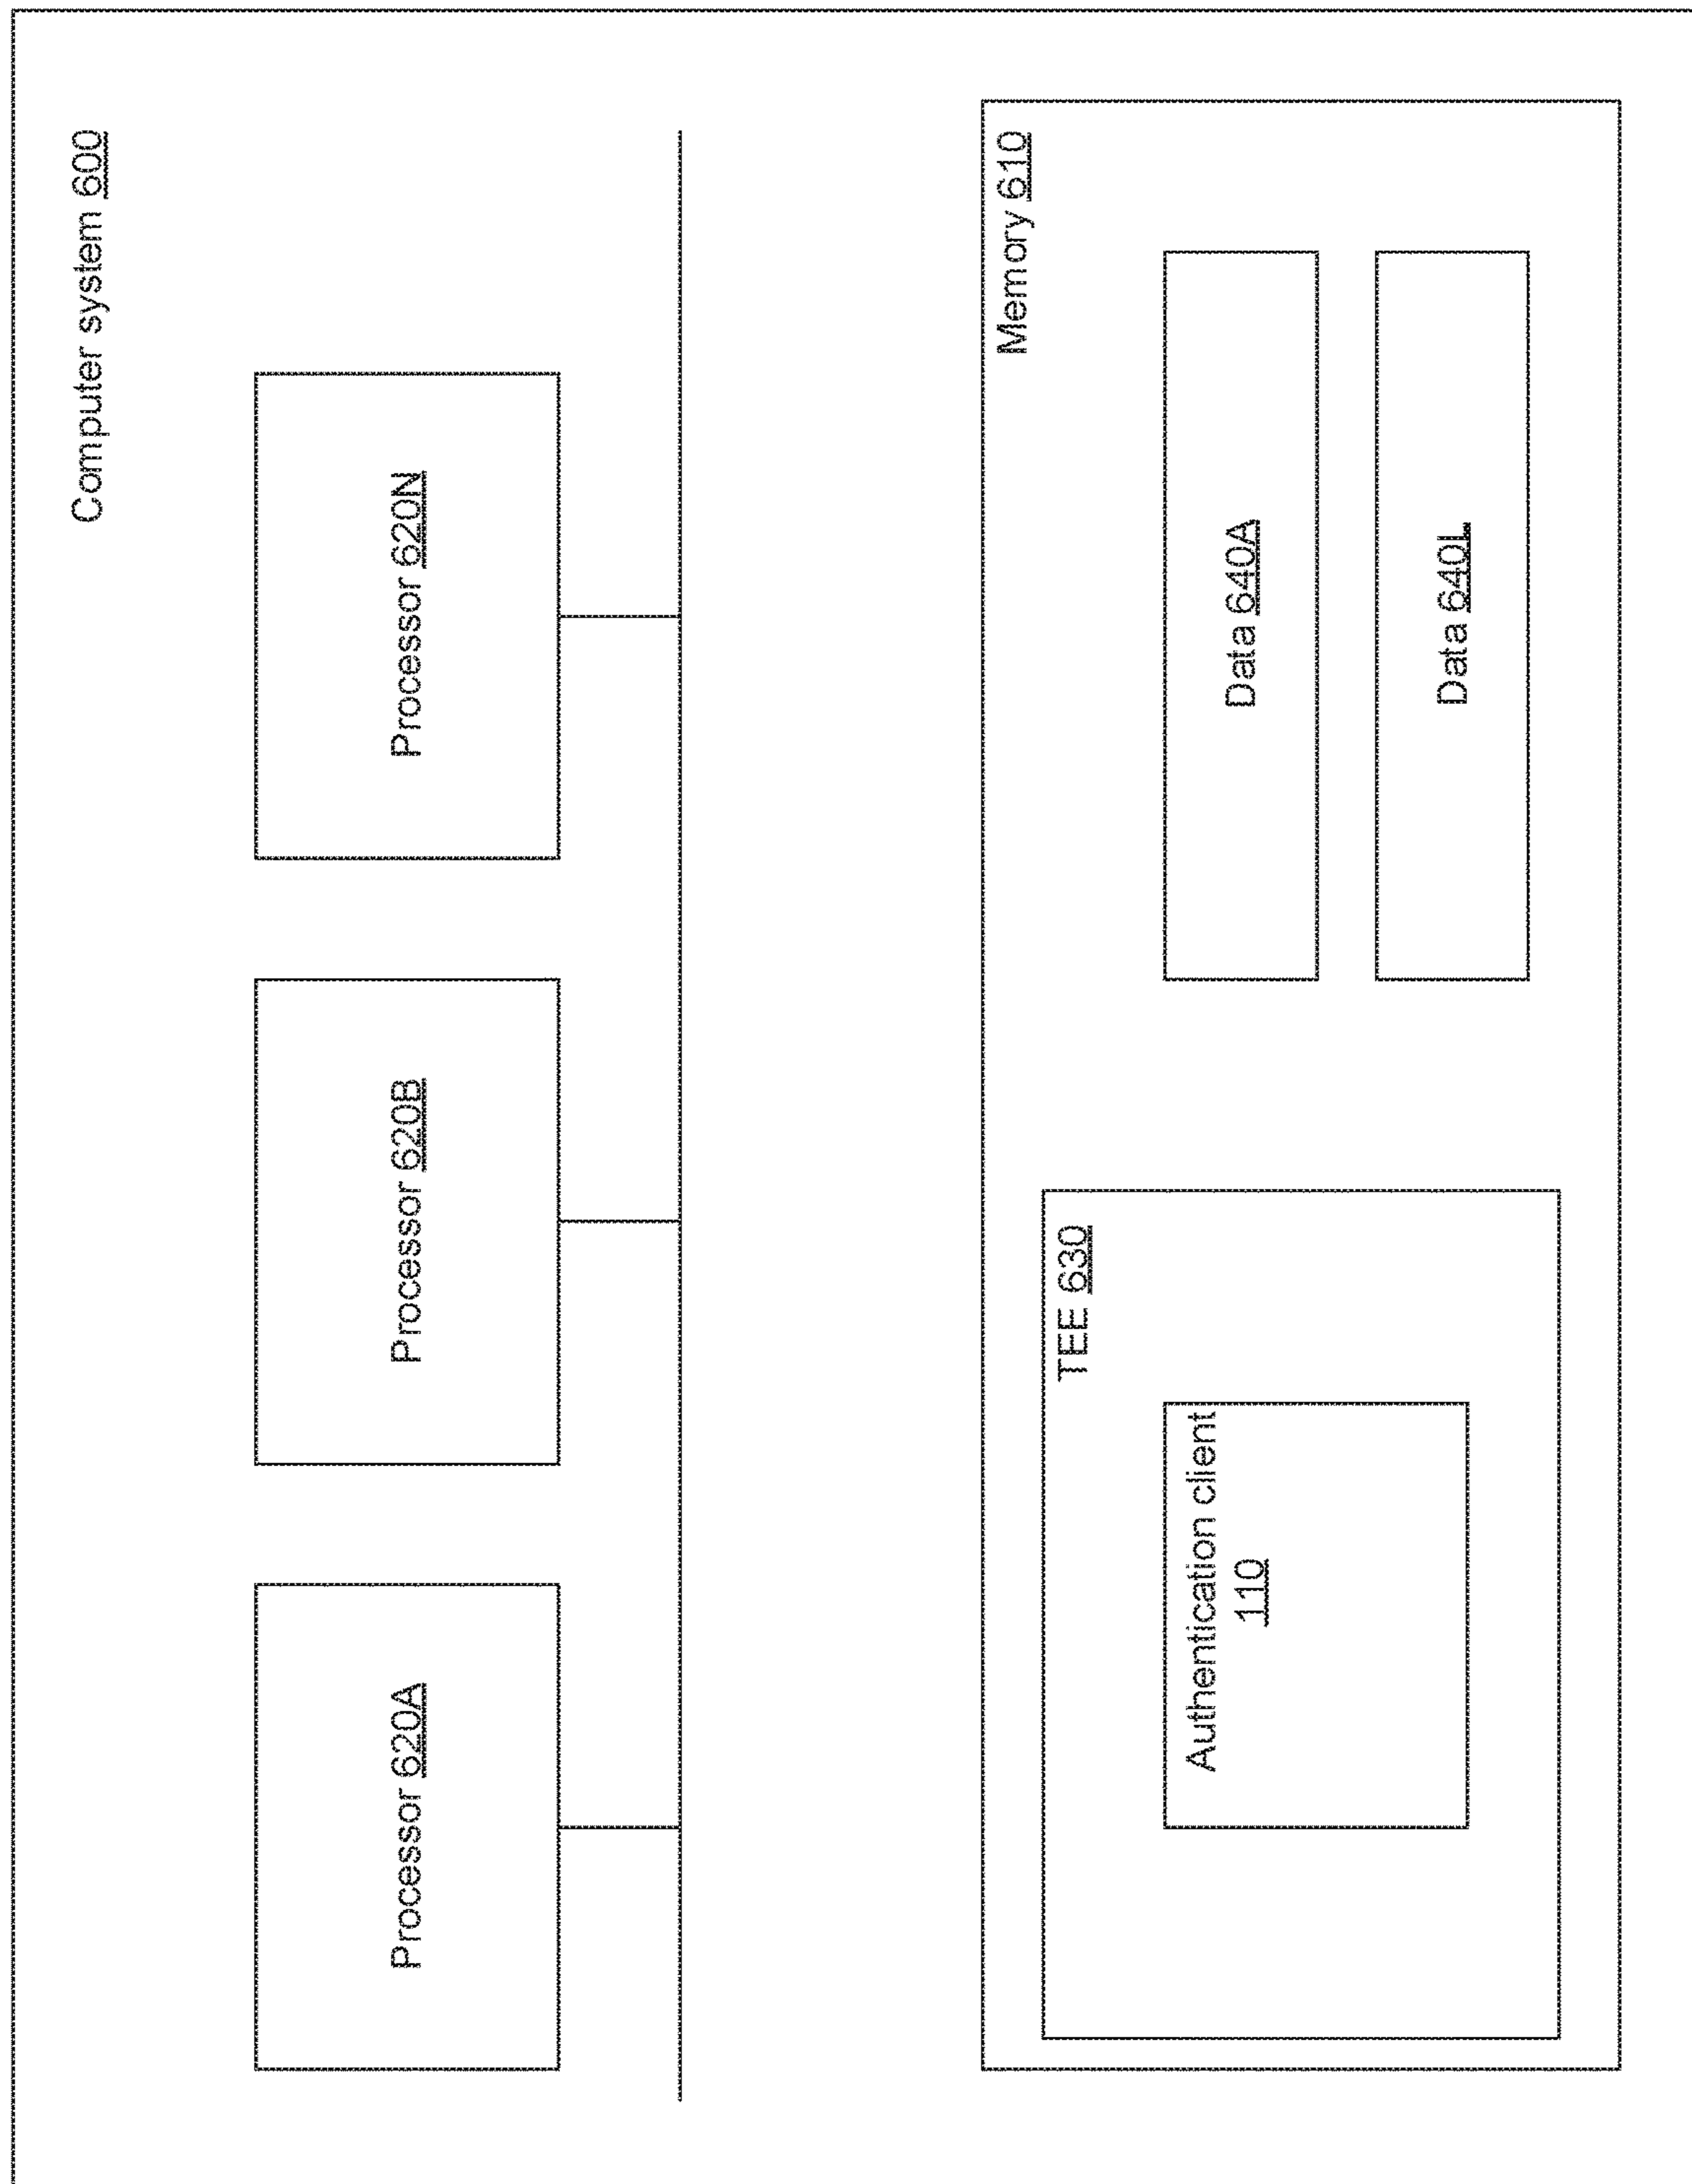 Computer system 600
Processor 620A
Processor 620B
Processor 620N
Memory 610
TEE 630
Authentication client
110
Data 640A
Data 640L